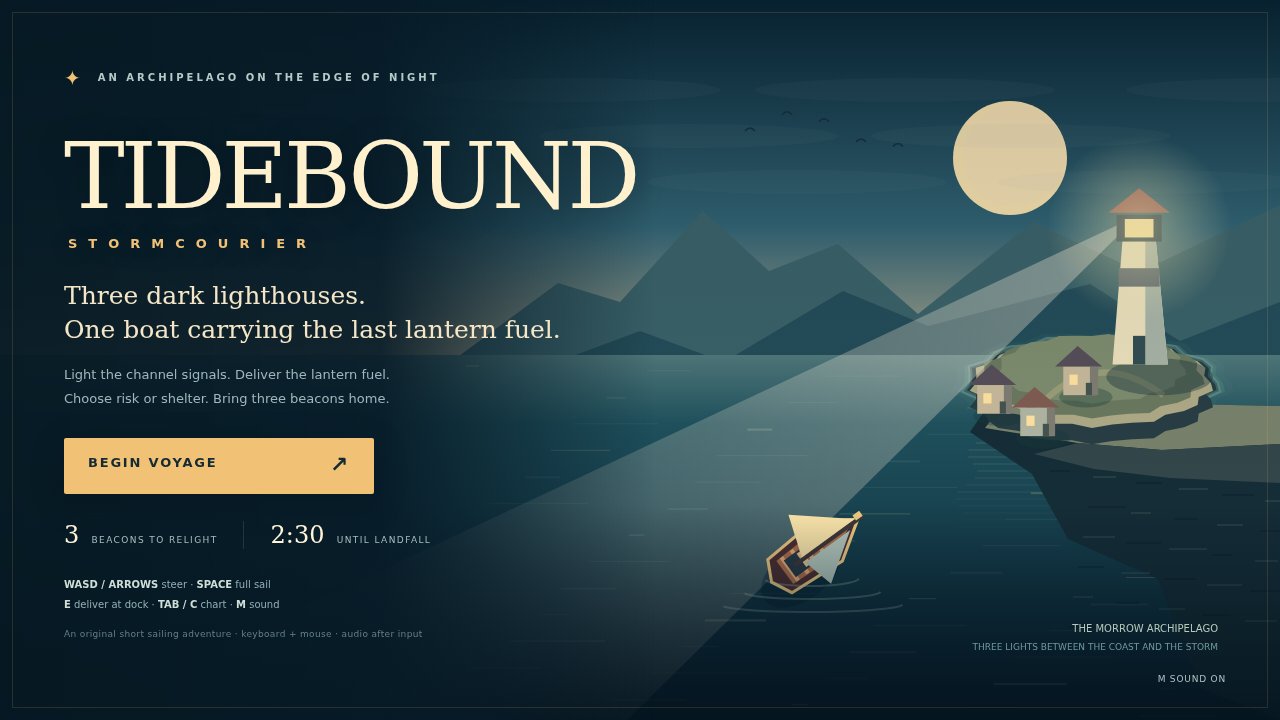 AN ARCHIPELAGO ON THE EDGE OF NIGHT
TIDEBOUND
STORMCOURIER
Three dark lighthouses.
One boat carrying the last lantern fuel.
Light the channel signals. Deliver the lantern fuel.
Choose risk or shelter. Bring three beacons home.
BEGIN VOYAGE ↗
3 BEACONS TO RELIGHT 2:30 UNTIL LANDFALL
WASD / ARROWS steer · SPACE full sail
E deliver at dock · TAB / C chart · M sound
An original short sailing adventure · keyboard + mouse · audio after input
THE MORROW ARCHIPELAGO
THREE LIGHTS BETWEEN THE COAST AND THE STORM
M SOUND ON